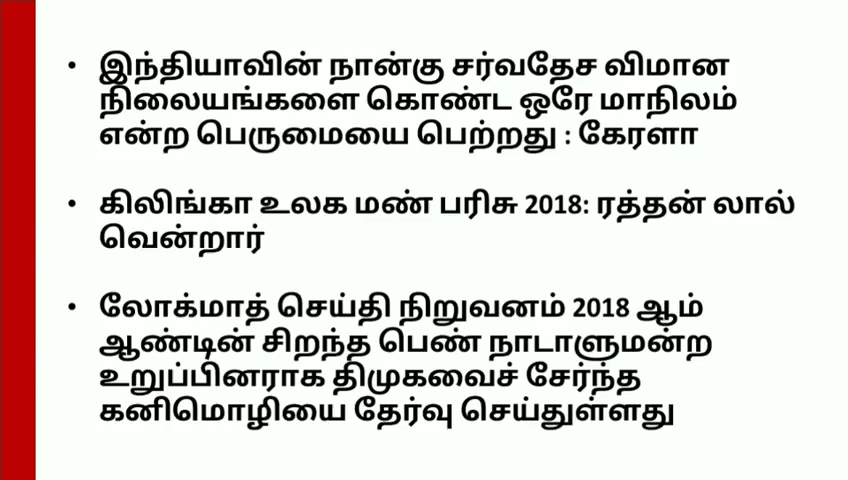 • இந்தியாவின் நான்கு சர்வதேச விமான
நிலையங்களை கொண்ட ஒரே மாநிலம்
என்ற பெருமையை பெற்றது : கேரளா
• கிலிங்கா உலக மண் பரிசு 2018: ரத்தன் லால்
வென்றார்
• லோக்மாத் செய்தி நிறுவனம் 2018 ஆம்
ஆண்டின் சிறந்த பெண் நாடாளுமன்ற
உறுப்பினராக திமுகவைச் சேர்ந்த
கனிமொழியை தேர்வு செய்துள்ளது